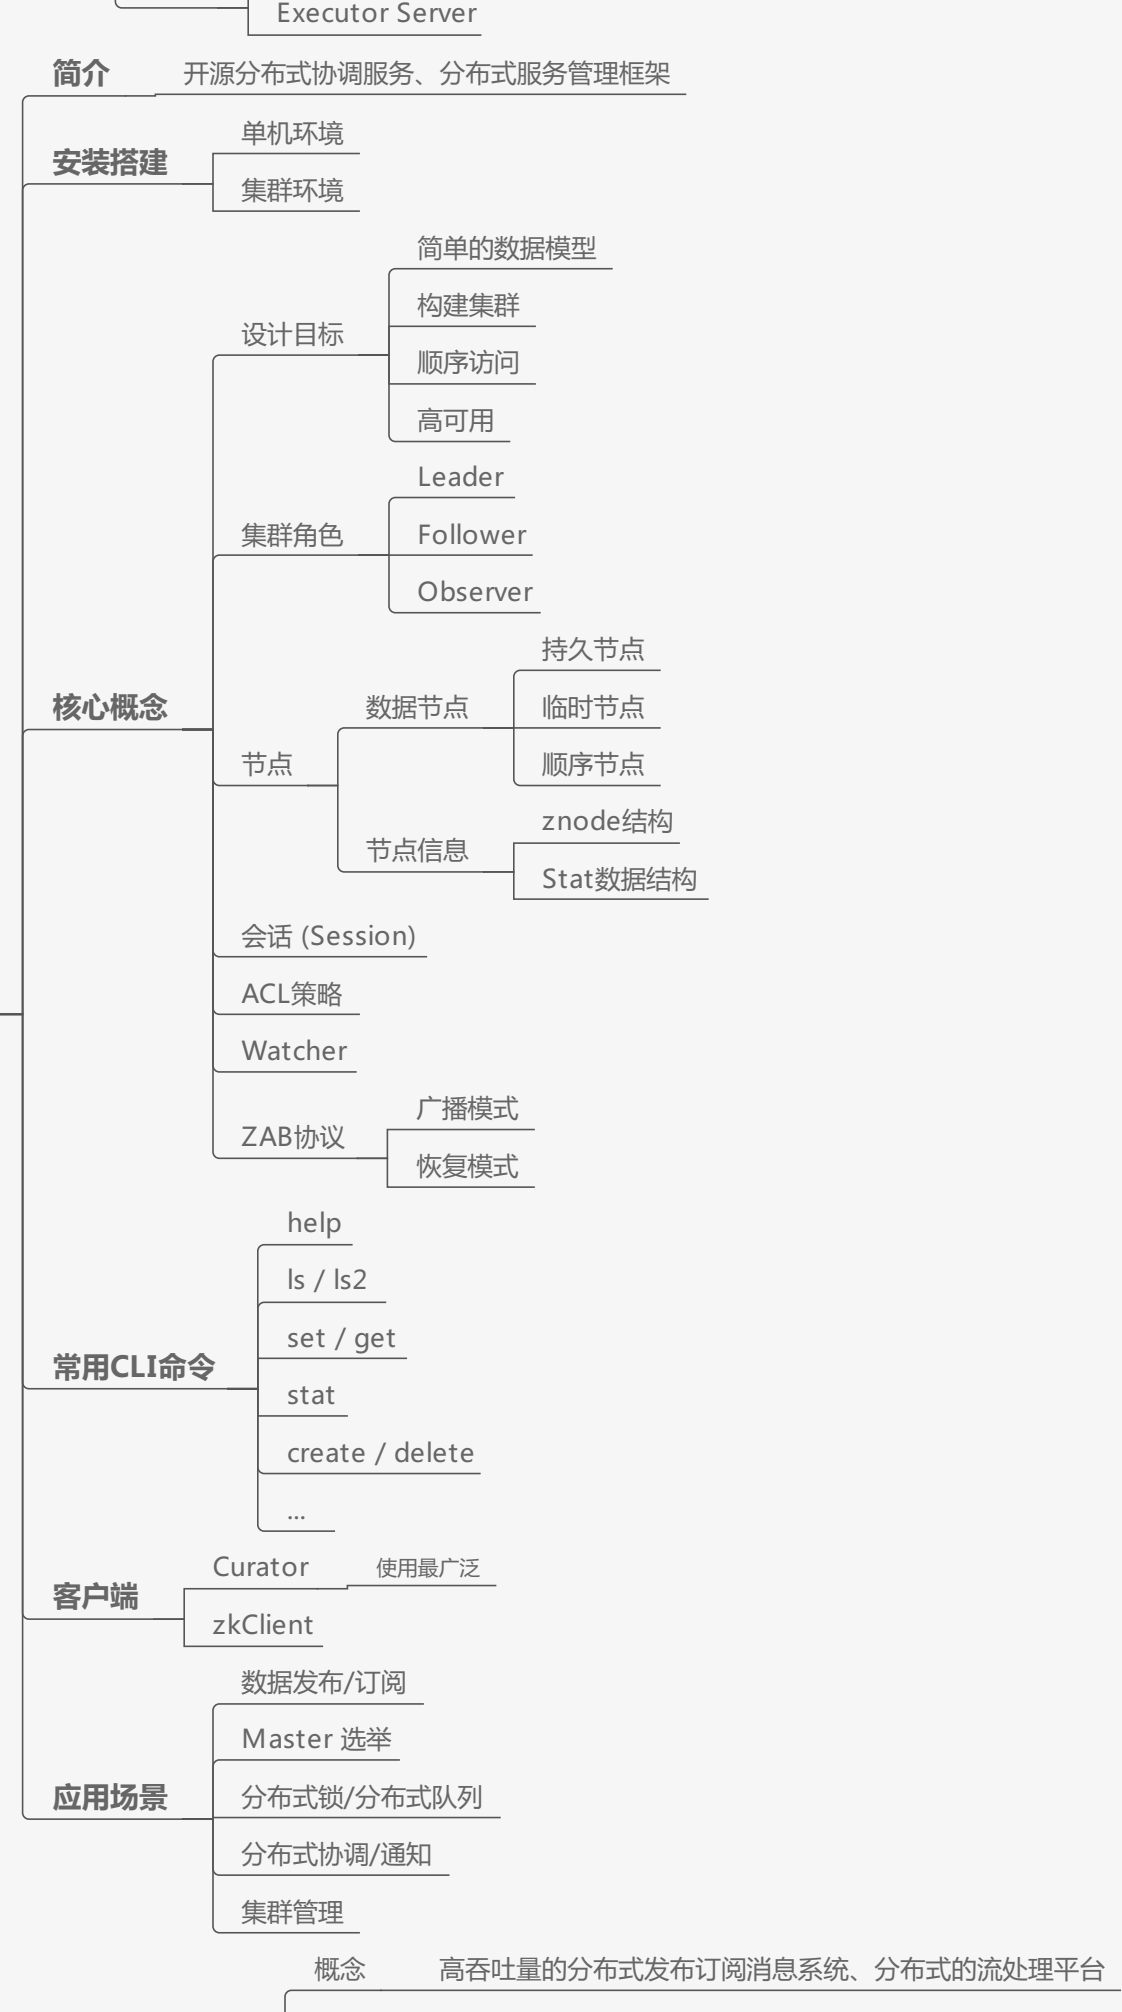 Executor Server
简介
开源分布式协调服务、分布式服务管理框架
安装搭建
单机环境
集群环境
核心概念
设计目标
简单的数据模型
构建集群
顺序访问
高可用
集群角色
Leader
Follower
Observer
节点
数据节点
持久节点
临时节点
顺序节点
节点信息
znode结构
Stat数据结构
会话 (Session)
ACL策略
Watcher
ZAB协议
广播模式
恢复模式
常用CLI命令
help
ls / ls2
set / get
stat
create / delete
...
客户端
Curator
使用最广泛
zkClient
应用场景
数据发布/订阅
Master 选举
分布式锁/分布式队列
分布式协调/通知
集群管理
概念
高吞吐量的分布式发布订阅消息系统、分布式的流处理平台